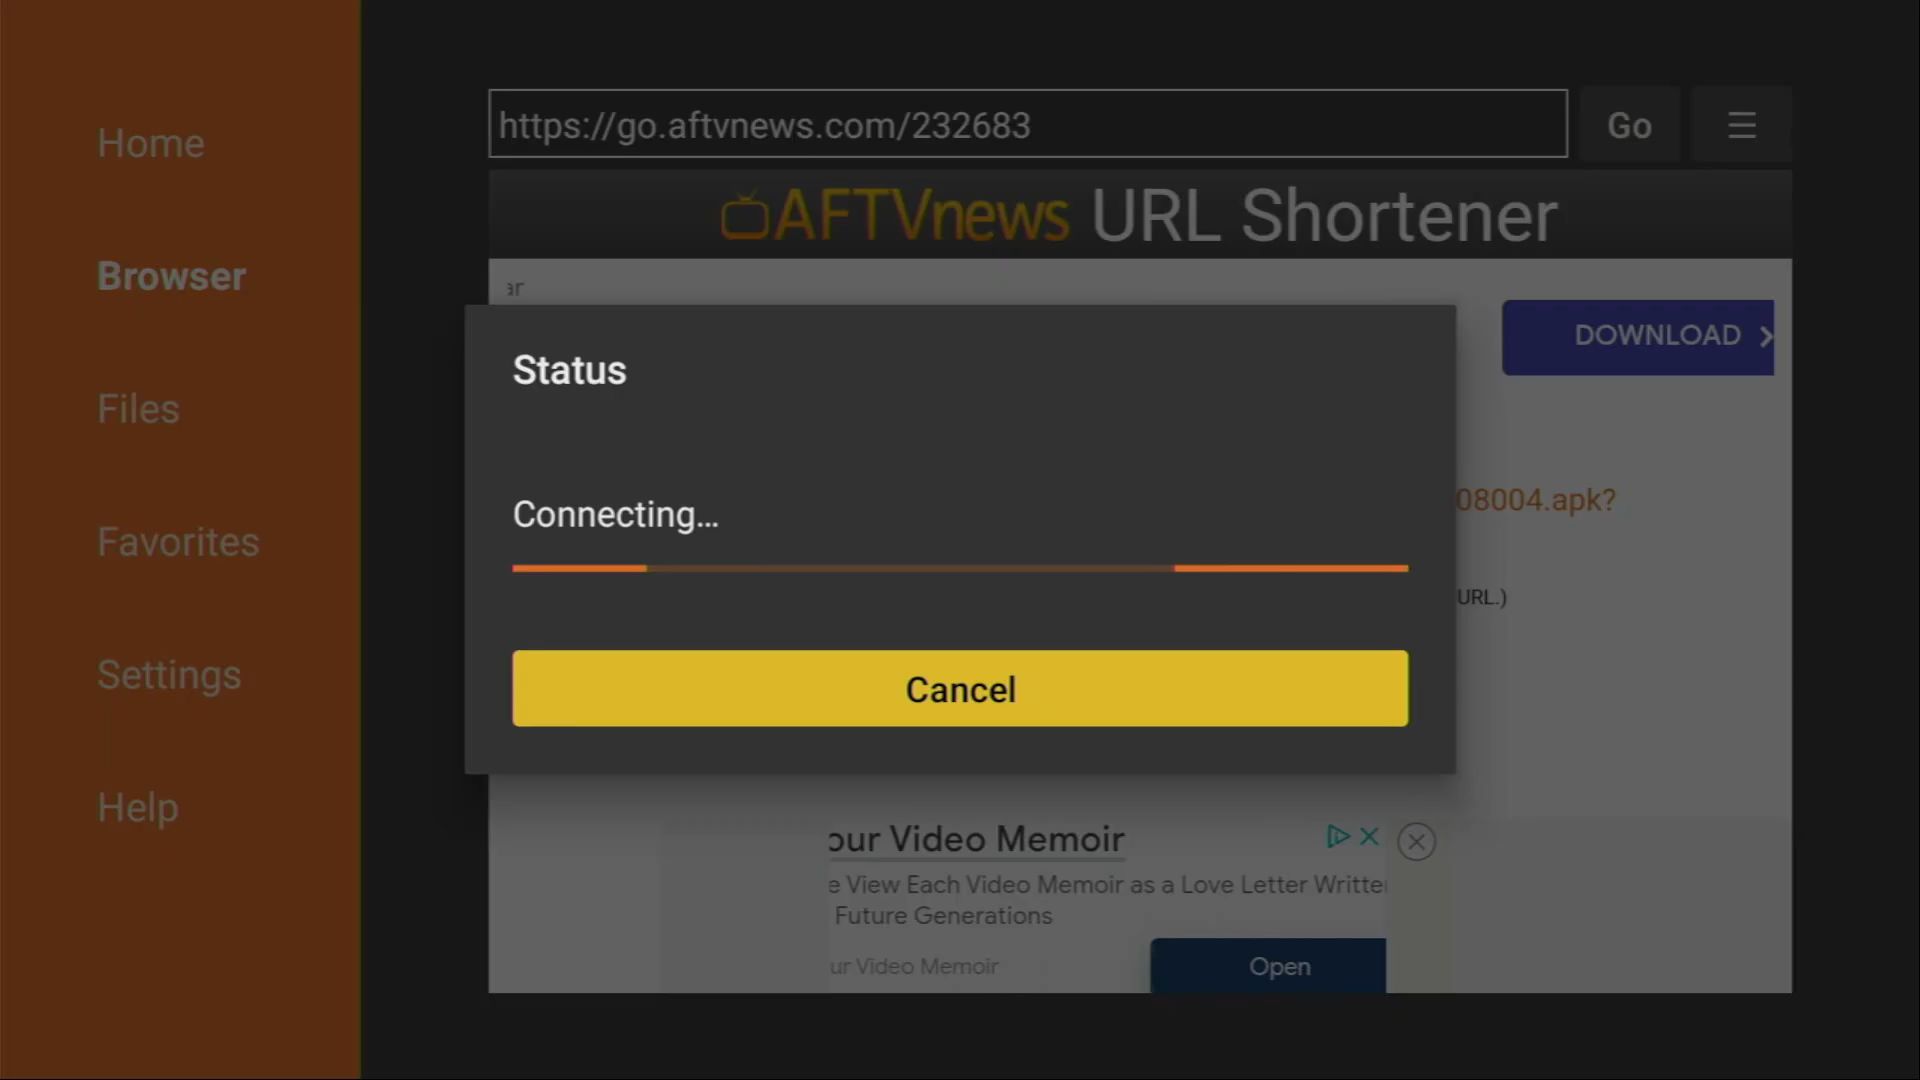 Home
Browser
Files
Favorites
Settings
Help
https://go.aftvnews.com/232683
Go
AFTVnews URL Shortener
ar
DOWNLOAD
Status
08004.apk?
Connecting...
URL.)
Cancel
our Video Memoir
e View Each Video Memoir as a Love Letter Writte
Future Generations
ur Video Memoir
Open